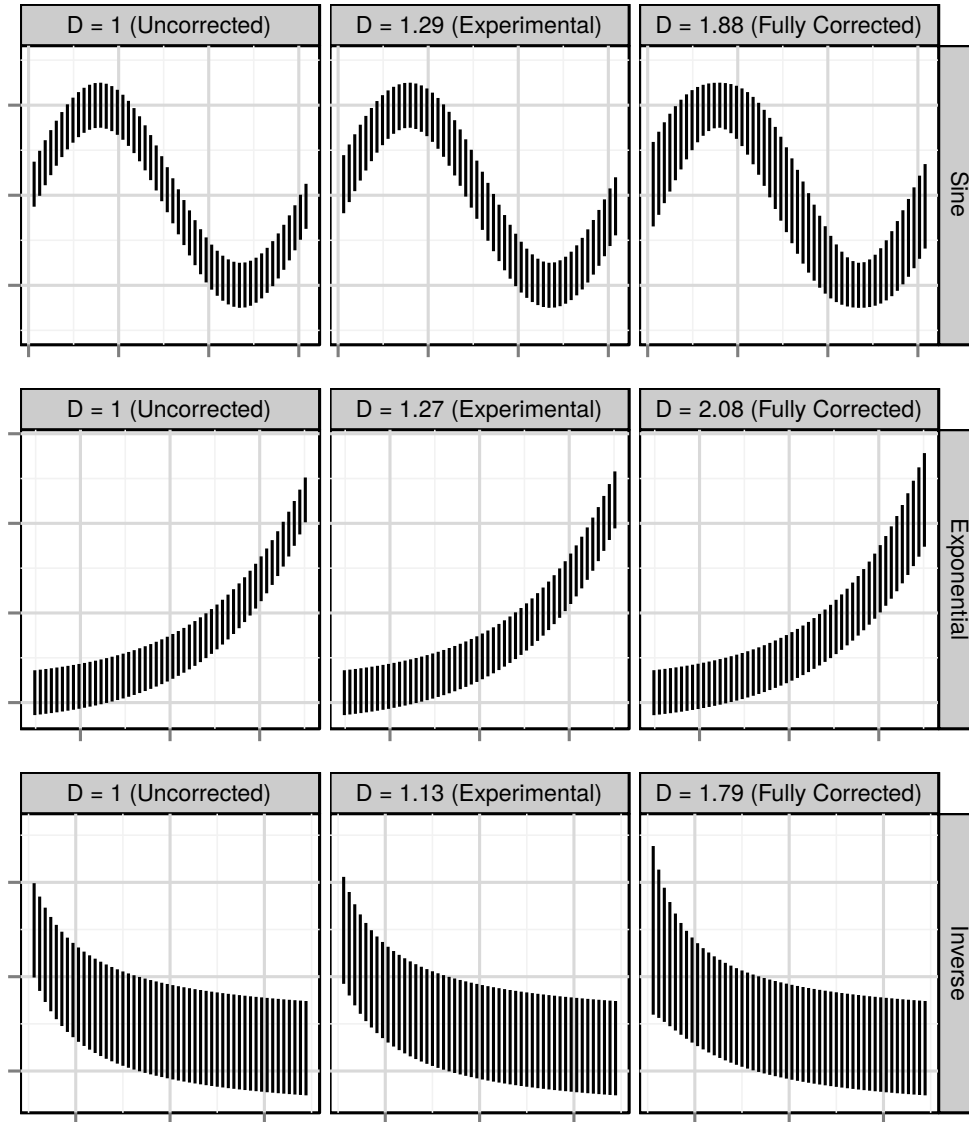 D = 1 (Uncorrected)
D = 1.29 (Experimental)
D = 1.88 (Fully Corrected)
Sine
D = 1 (Uncorrected)
D = 1.27 (Experimental)
D = 2.08 (Fully Corrected)
Exponential
D = 1 (Uncorrected)
D = 1.13 (Experimental)
D = 1.79 (Fully Corrected)
Inverse